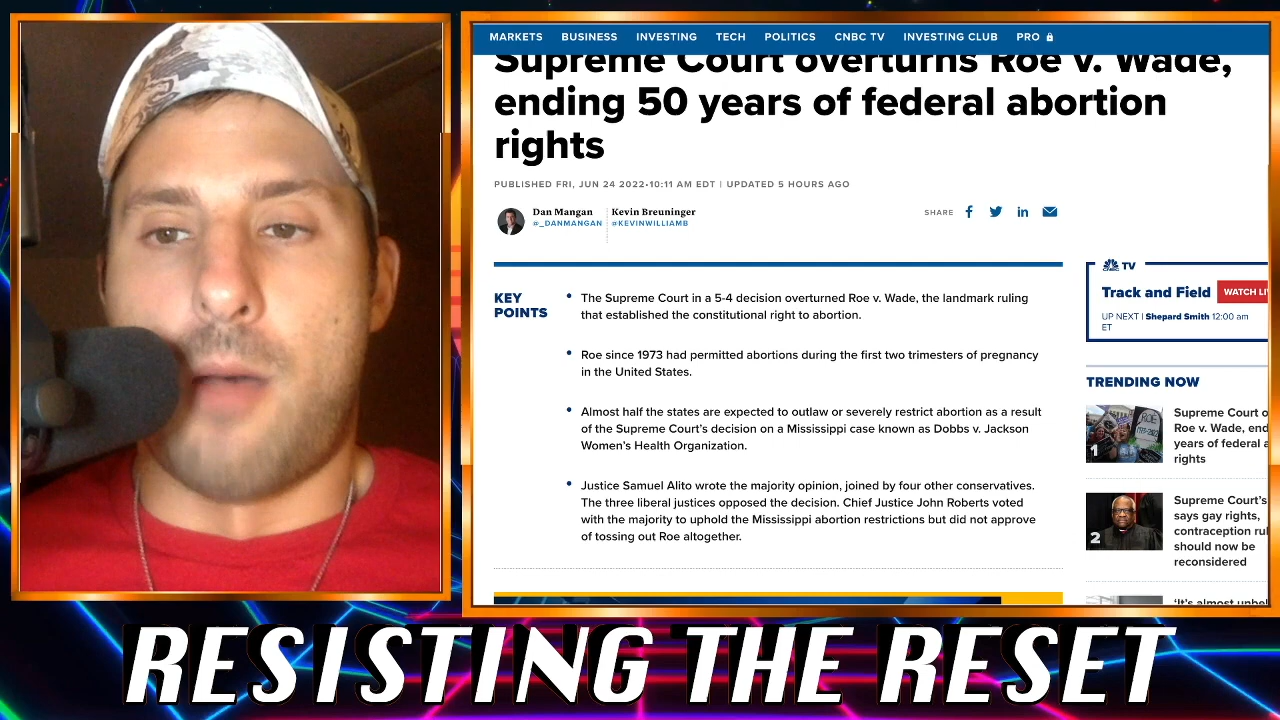 MARKETS BUSINESS INVESTING TECH POLITICS CNBC TV INVESTING CLUB PRO
Supreme Court overturns Roe v. Wade,
ending 50 years of federal abortion
rights
PUBLISHED FRI, JUN 24 2022•10:11 AM EDT | UPDATED 5 HOURS AGO
Dan Mangan
@_DANMANGAN
Kevin Breuninger
@KEVINWILLIAMB
SHARE
KEY
POINTS
• The Supreme Court in a 5-4 decision overturned Roe v. Wade, the landmark ruling
that established the constitutional right to abortion.
• Roe since 1973 had permitted abortions during the first two trimesters of pregnancy
in the United States.
• Almost half the states are expected to outlaw or severely restrict abortion as a result
of the Supreme Court's decision on a Mississippi case known as Dobbs v. Jackson
Women's Health Organization.
• Justice Samuel Alito wrote the majority opinion, joined by four other conservatives.
The three liberal justices opposed the decision. Chief Justice John Roberts voted
with the majority to uphold the Mississippi abortion restrictions but did not approve
of tossing out Roe altogether.
CNBC TV
Track and Field WATCH
UP NEXT | Shepard Smith 12:00 am
ET
TRENDING NOW
1
ROE
Supreme Court
Roe v. Wade,
years of federal
rights
2
Supreme Court's
says gay rights,
contraception
should now be
reconsidered
'It's almost
RESISTING THE RESET